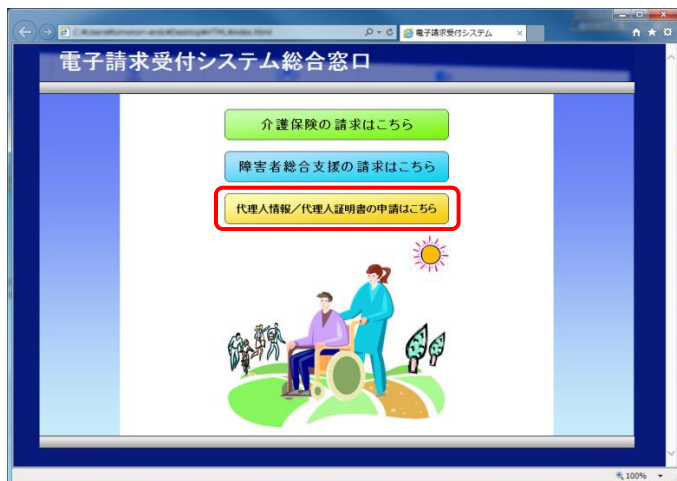 電子請求受付システム
電子請求受付システム総合窓口
介護保険の請求はこちら
障害者総合支援の請求はこちら
代理人情報／代理人証明書の申請はこちら
100%